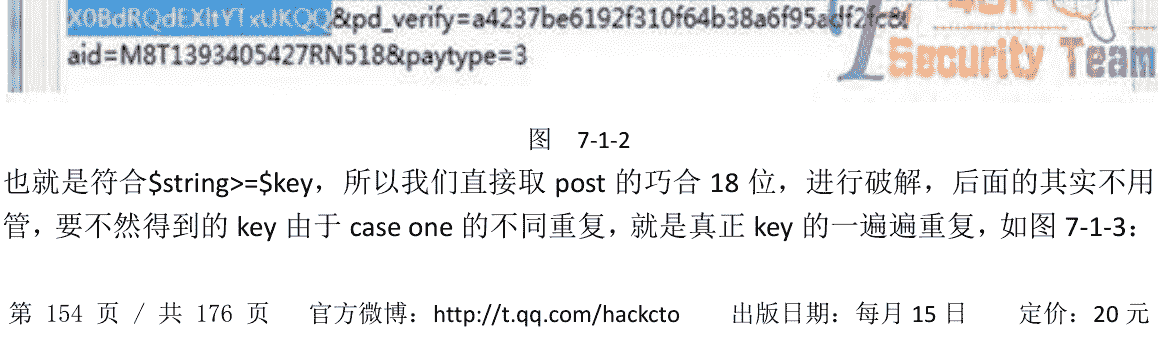 X0BdRQdEXltYTxUKQQ&pd_verify=a4237be6192f310f64b38a6f95adf2fc&t
aid=M8T1393405427RN518&paytype=3
Security Team
图 7-1-2
也就是符合$string>=$key，所以我们直接取 post 的巧合 18 位，进行破解，后面的其实不用
管，要不然得到的 key 由于 case one 的不同重复，就是真正 key 的一遍遍重复，如图 7-1-3：
第 154 页 / 共 176 页 官方微博：http://t.qq.com/hackcto 出版日期：每月 15 日 定价：20 元